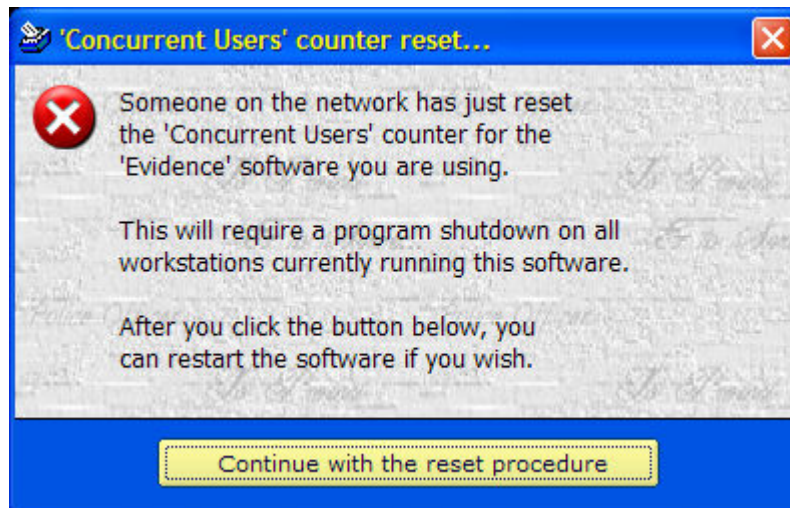 'Concurrent Users' counter reset...
Someone on the network has just reset
the 'Concurrent Users' counter for the
'Evidence' software you are using.
This will require a program shutdown on all
workstations currently running this software.
After you click the button below, you
can restart the software if you wish.
Continue with the reset procedure